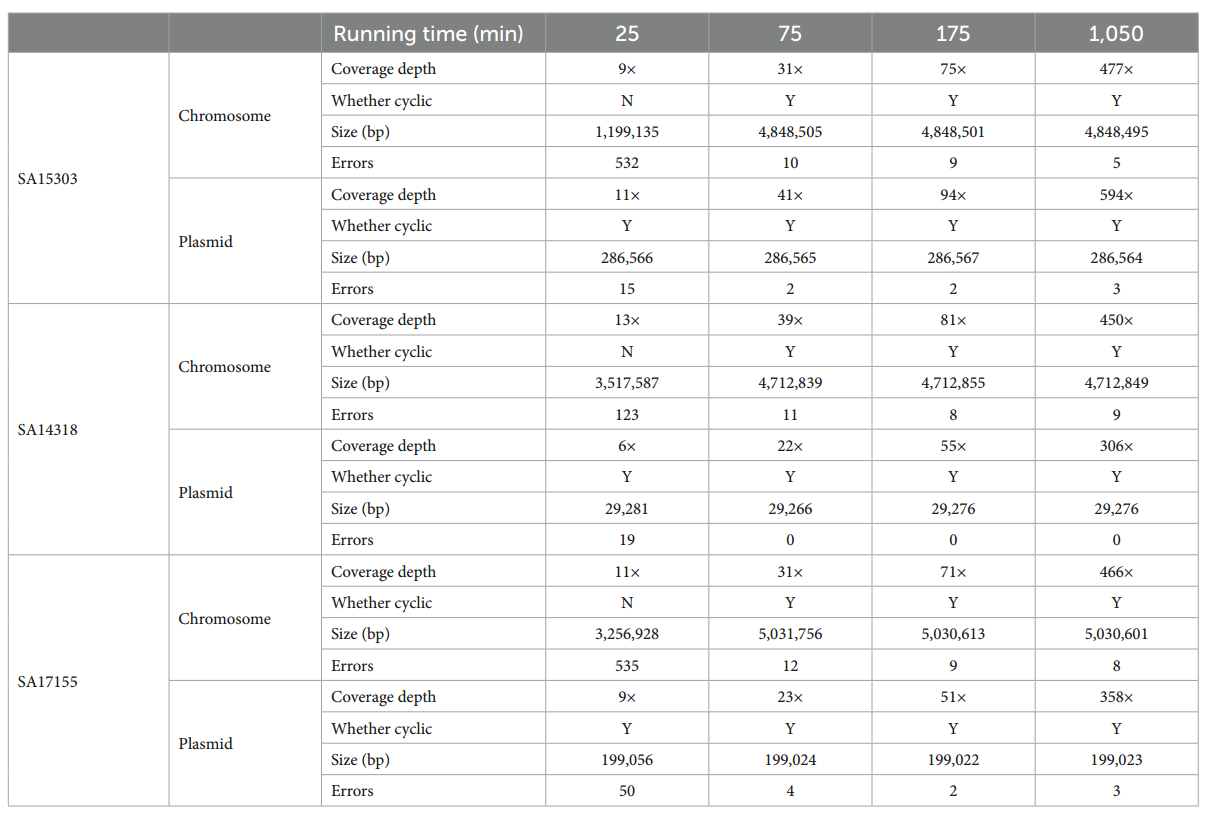 Running time (min) 25 75 175 1,050
SA15303 Chromosome Coverage depth 9× 31× 75× 477×
Whether cyclic N Y Y Y
Size (bp) 1,199,135 4,848,505 4,848,501 4,848,495
Errors 532 10 9 5
Plasmid Coverage depth 11× 41× 94× 594×
Whether cyclic Y Y Y Y
Size (bp) 286,566 286,565 286,567 286,564
Errors 15 2 2 3
SA14318 Chromosome Coverage depth 13× 39× 81× 450×
Whether cyclic N Y Y Y
Size (bp) 3,517,587 4,712,839 4,712,855 4,712,849
Errors 123 11 8 9
Plasmid Coverage depth 6× 22× 55× 306×
Whether cyclic Y Y Y Y
Size (bp) 29,281 29,266 29,276 29,276
Errors 19 0 0 0
SA17155 Chromosome Coverage depth 11× 31× 71× 466×
Whether cyclic N Y Y Y
Size (bp) 3,256,928 5,031,756 5,030,613 5,030,601
Errors 535 12 9 8
Plasmid Coverage depth 9× 23× 51× 358×
Whether cyclic Y Y Y Y
Size (bp) 199,056 199,024 199,022 199,023
Errors 50 4 2 3